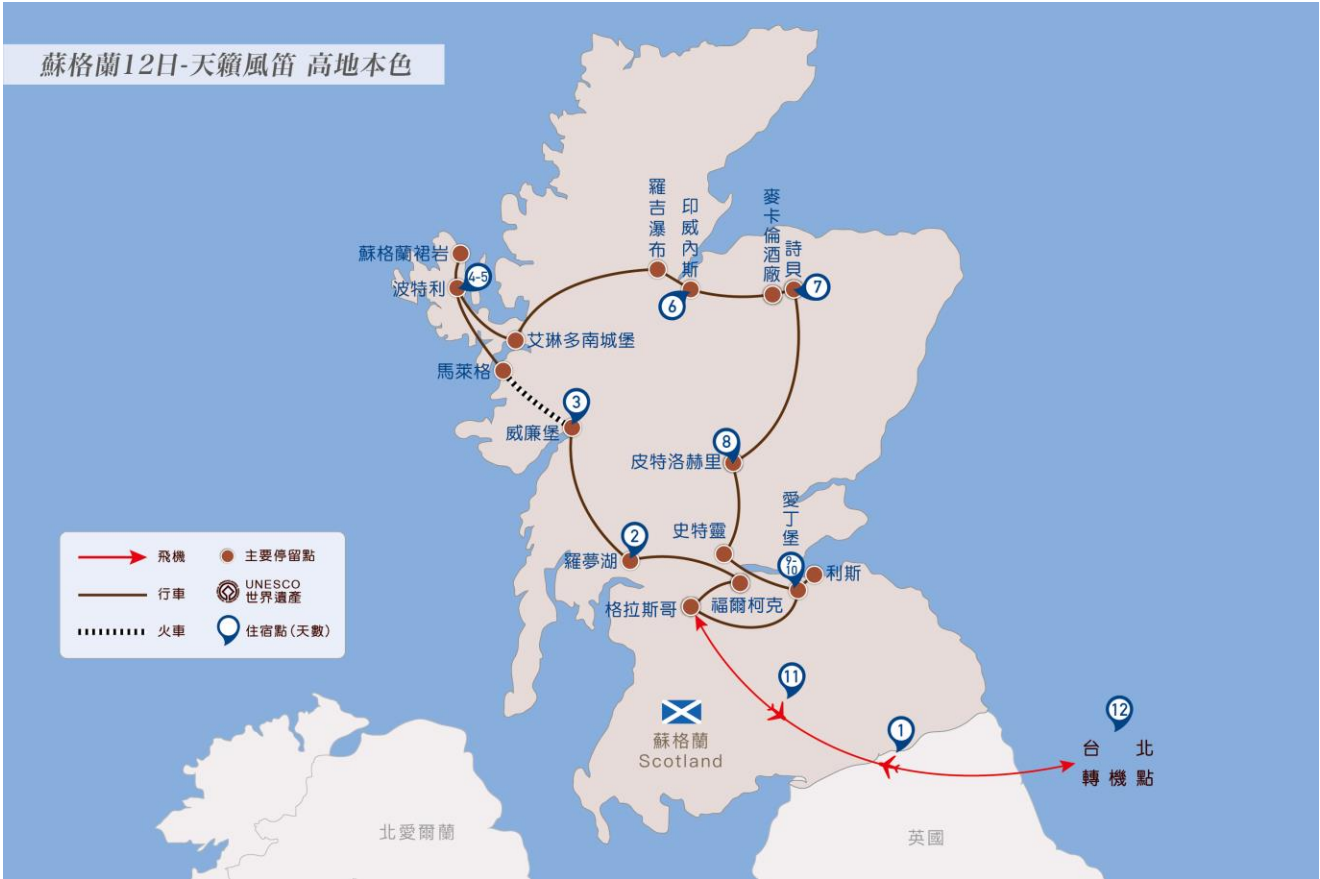 蘇格蘭12日-天籟風笛 高地本色
羅吉瀑布
印威內斯
麥卡倫酒廠
詩貝
蘇格蘭裙岩
4-5
波特利
6
7
艾琳多南城堡
馬萊格
3
威廉堡
8
皮特洛赫里
愛丁堡
史特靈
2
羅夢湖
9-
10
利斯
格拉斯哥
福爾柯克
飛機
主要停留點
行車
UNESCO
世界遺產
火車
住宿點(天數)
11
1
12
蘇格蘭
Scotland
台北
轉機點
北愛爾蘭
英國